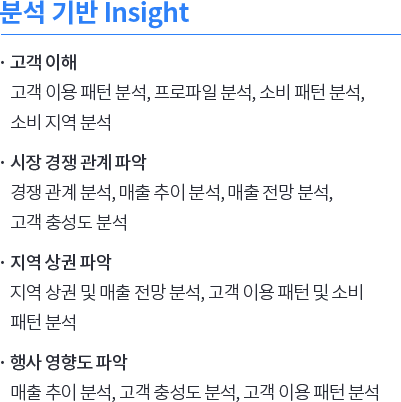 분석 기반 Insight
· 고객 이해
고객 이용 패턴 분석, 프로파일 분석, 소비 패턴 분석,
소비 지역 분석
· 시장 경쟁 관계 파악
경쟁 관계 분석, 매출 추이 분석, 매출 전망 분석,
고객 충성도 분석
· 지역 상권 파악
지역 상권 및 매출 전망 분석, 고객 이용 패턴 및 소비
패턴 분석
· 행사 영향도 파악
매출 추이 분석, 고객 충성도 분석, 고객 이용 패턴 분석